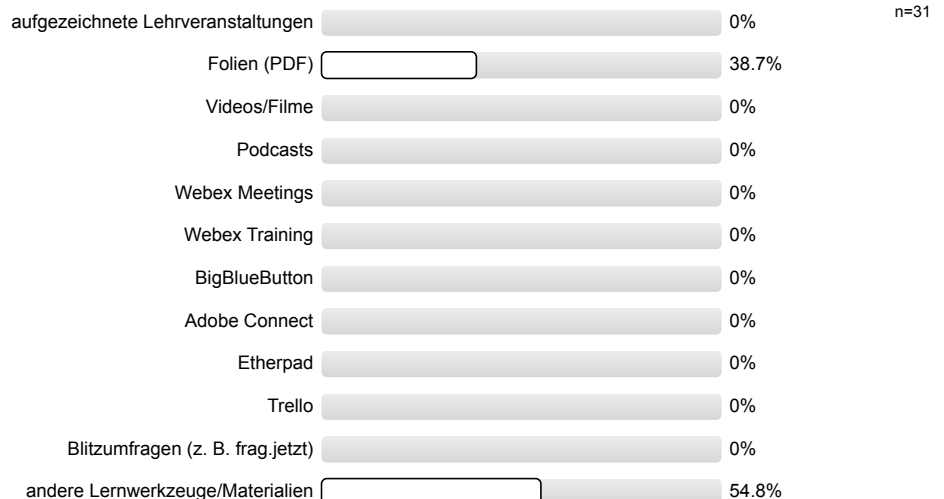 aufgezeichnete Lehrveranstaltungen 0% n=31
Folien (PDF) 38.7%
Videos/Filme 0%
Podcasts 0%
Webex Meetings 0%
Webex Training 0%
BigBlueButton 0%
Adobe Connect 0%
Etherpad 0%
Trello 0%
Blitzumfragen (z. B. frag.jetzt) 0%
andere Lernwerkzeuge/Materialien 54.8%